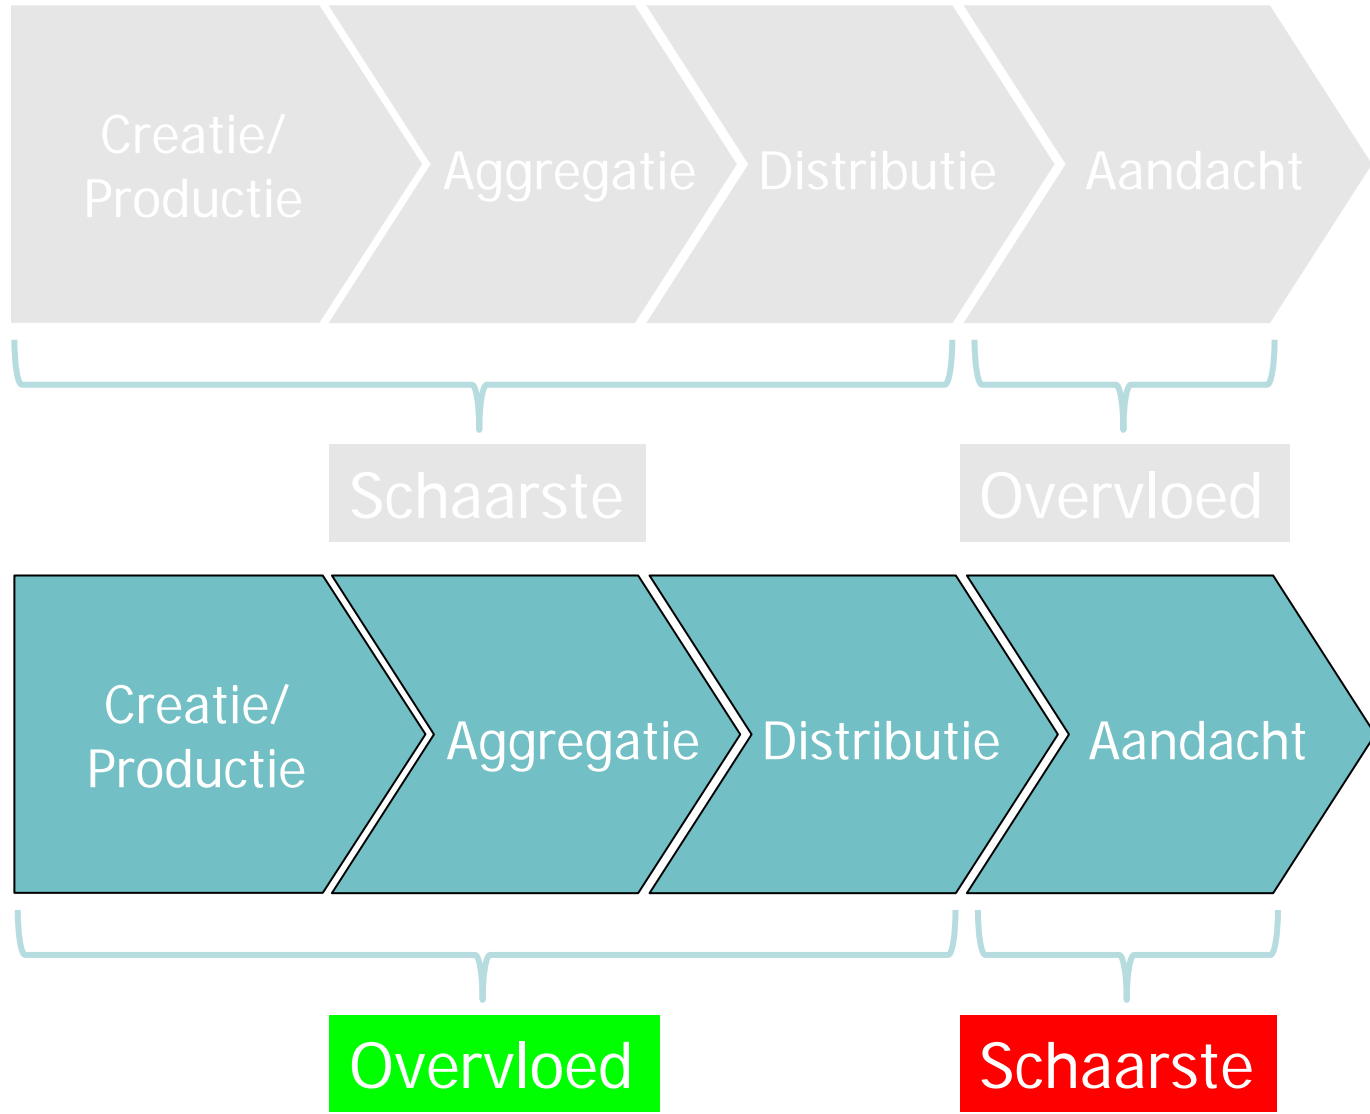 Creatie/
Productie
Aggregatie
Distributie
Aandacht
Schaarste
Overvloed
Creatie/
Productie
Aggregatie
Distributie
Aandacht
Overvloed
Schaarste